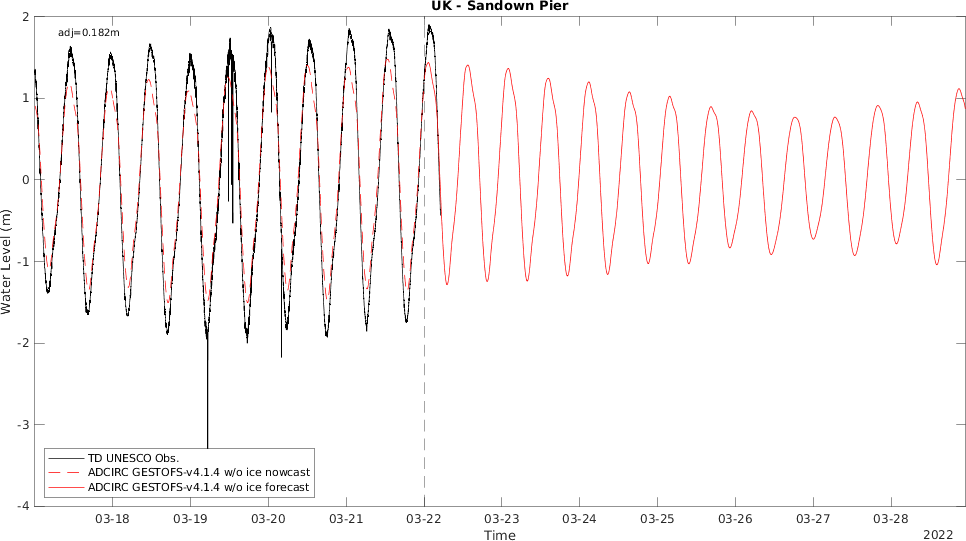 UK - Sandown Pier
adj=0.182m
2
1
0
-1
-2
-3
-4
Water Level (m)
TD UNESCO Obs.
ADCIRC GESTOFS-v4.1.4 w/o ice nowcast
ADCIRC GESTOFS-v4.1.4 w/o ice forecast
03-18 03-19 03-20 03-21 03-22 03-23 03-24 03-25 03-26 03-27 03-28
Time
2022